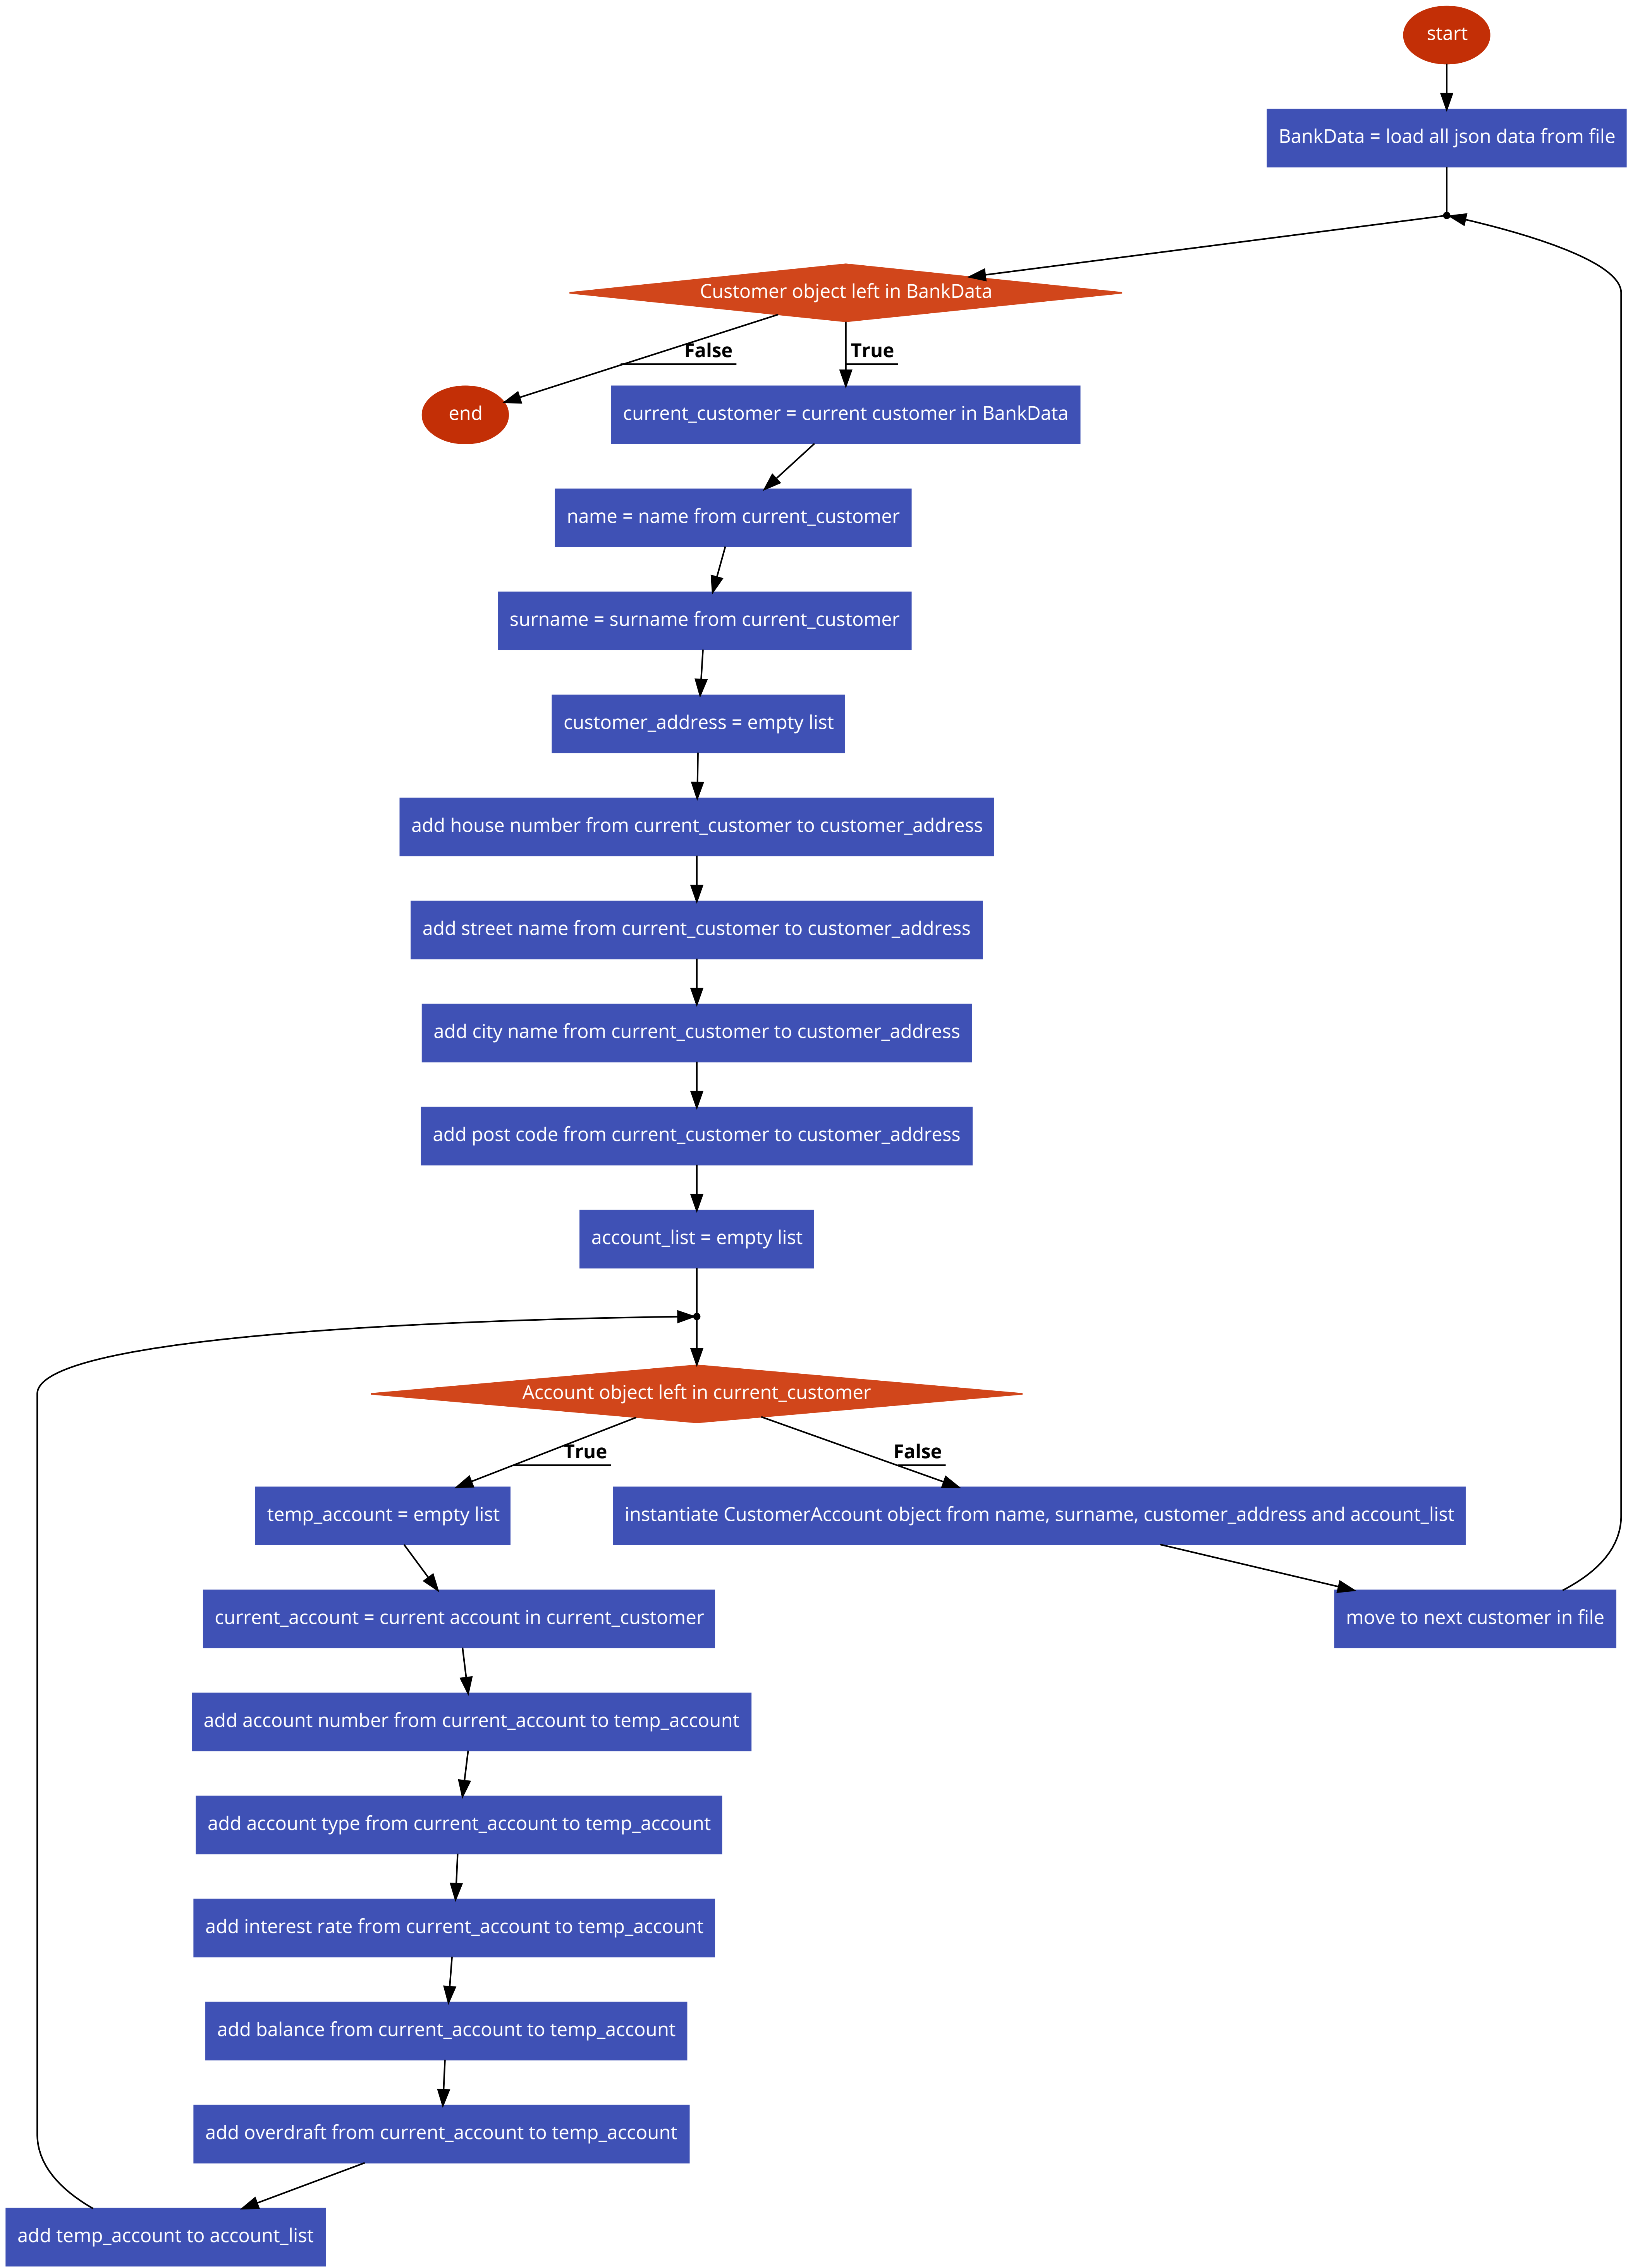 start
BankData = load all json data from file
Customer object left in BankData
False
True
end
current_customer = current customer in BankData
name = name from current_customer
surname = surname from current_customer
customer_address = empty list
add house number from current_customer to customer_address
add street name from current_customer to customer_address
add city name from current_customer to customer_address
add post code from current_customer to customer_address
account_list = empty list
Account object left in current_customer
True
False
temp_account = empty list
instantiate CustomerAccount object from name, surname, customer_address and account_list
current_account = current account in current_customer
move to next customer in file
add account number from current_account to temp_account
add account type from current_account to temp_account
add interest rate from current_account to temp_account
add balance from current_account to temp_account
add overdraft from current_account to temp_account
add temp_account to account_list